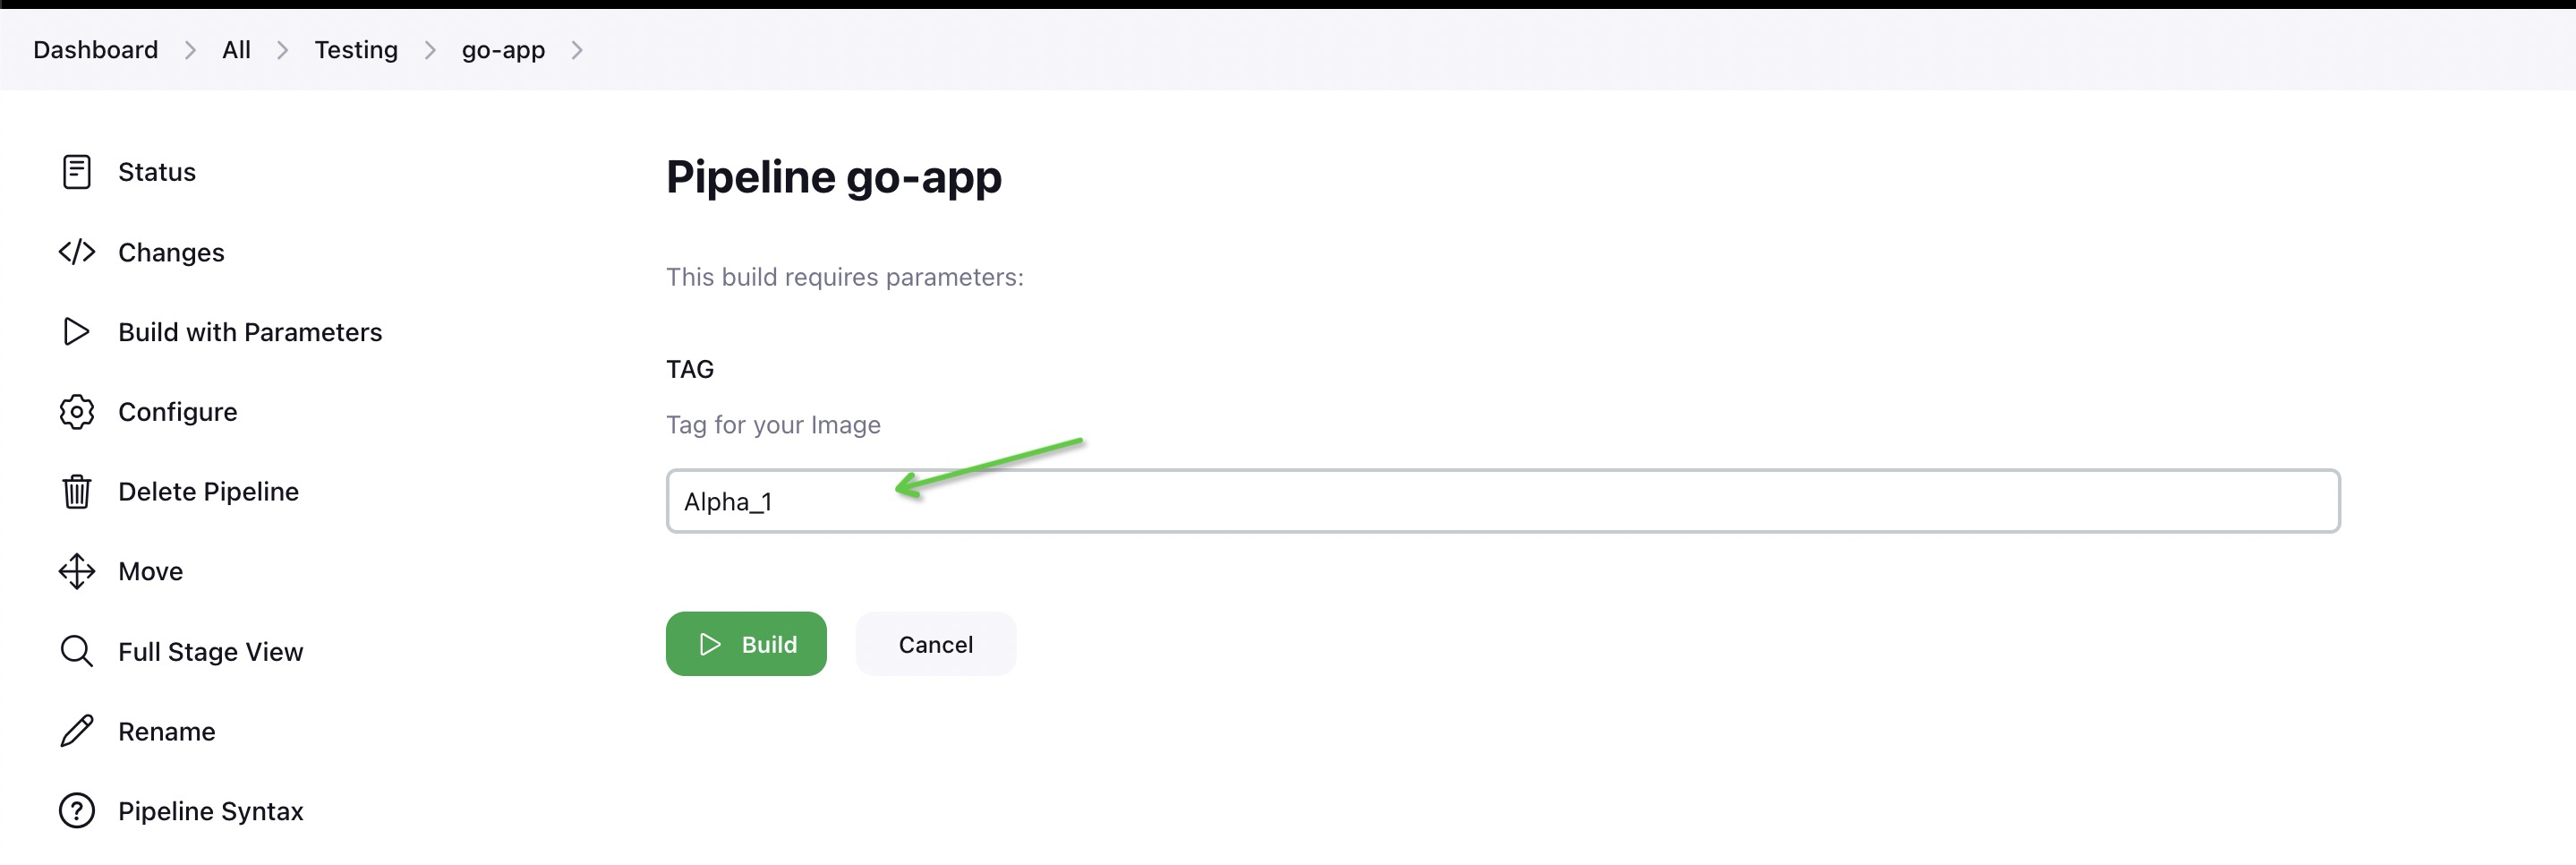 Dashboard All Testing go-app
Status
Changes
Build with Parameters
Configure
Delete Pipeline
Move
Full Stage View
Rename
Pipeline Syntax
Pipeline go-app
This build requires parameters:
TAG
Tag for your Image
Alpha_1
Build Cancel